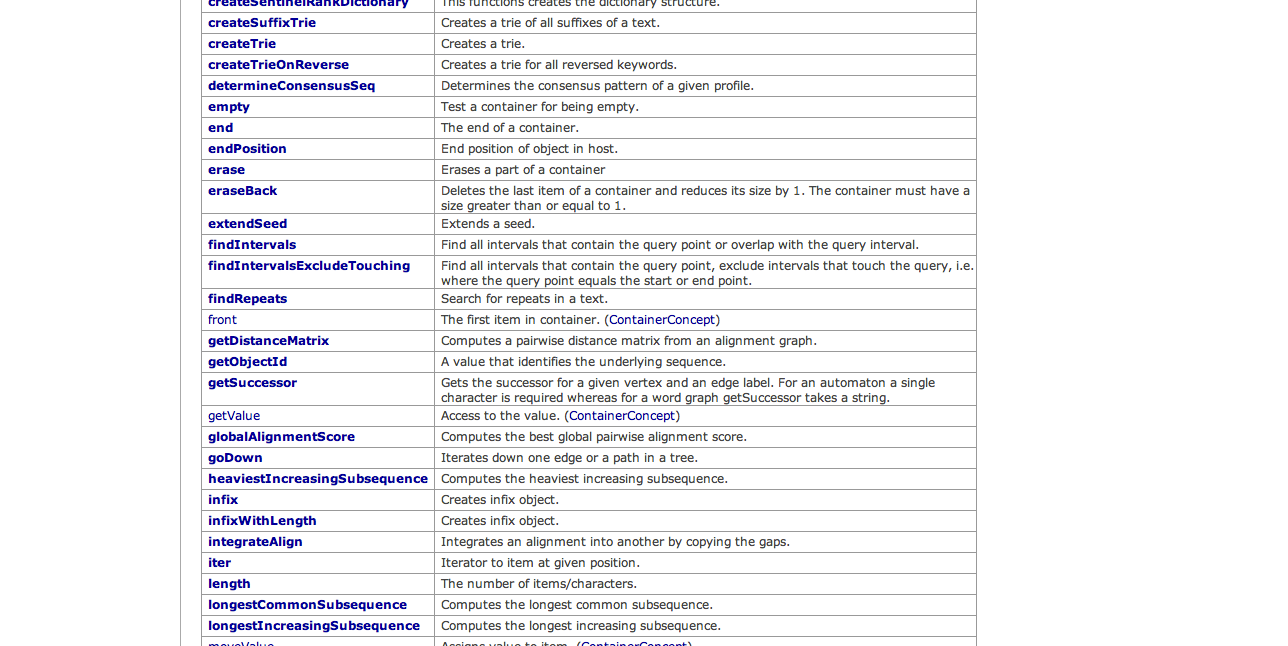 createSentinelRankDictionary This functions creates the dictionary structure.
createSuffixTrie Creates a trie of all suffixes of a text.
createTrie Creates a trie.
createTrieOnReverse Creates a trie for all reversed keywords.
determineConsensusSeq Determines the consensus pattern of a given profile.
empty Test a container for being empty.
end The end of a container.
endPosition End position of object in host.
erase Erases a part of a container
eraseBack Deletes the last item of a container and reduces its size by 1. The container must have a
size greater than or equal to 1.
extendSeed Extends a seed.
findIntervals Find all intervals that contain the query point or overlap with the query interval.
findIntervalsExcludeTouching Find all intervals that contain the query point, exclude intervals that touch the query, i.e.
where the query point equals the start or end point.
findRepeats Search for repeats in a text.
front The first item in container. (ContainerConcept)
getDistanceMatrix Computes a pairwise distance matrix from an alignment graph.
getObjectId A value that identifies the underlying sequence.
getSuccessor Gets the successor for a given vertex and an edge label. For an automaton a single
character is required whereas for a word graph getSuccessor takes a string.
getValue Access to the value. (ContainerConcept)
globalAlignmentScore Computes the best global pairwise alignment score.
goDown Iterates down one edge or a path in a tree.
heaviestIncreasingSubsequence Computes the heaviest increasing subsequence.
infix Creates infix object.
infixWithLength Creates infix object.
integrateAlign Integrates an alignment into another by copying the gaps.
iter Iterator to item at given position.
length The number of items/characters.
longestCommonSubsequence Computes the longest common subsequence.
longestIncreasingSubsequence Computes the longest increasing subsequence.
moveValue Assigns value to item. (ContainerConcept)